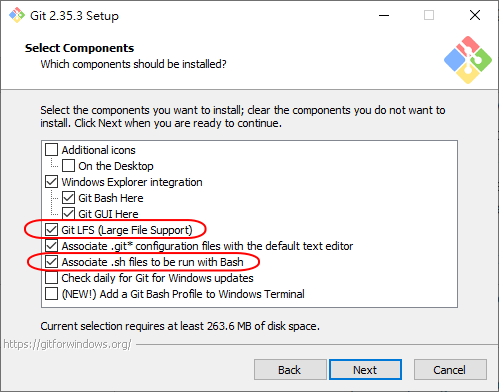 Git 2.35.3 Setup
Select Components
Which components should be installed?
Select the components you want to install; clear the components you do not want to
install. Click Next when you are ready to continue.
Additional icons
On the Desktop
Windows Explorer integration
Git Bash Here
Git GUI Here
Git LFS (Large File Support)
Associate .git* configuration files with the default text editor
Associate .sh files to be run with Bash
Check daily for Git for Windows updates
(NEW!) Add a Git Bash Profile to Windows Terminal
Current selection requires at least 263.6 MB of disk space.
https://gitforwindows.org/
Back
Next
Cancel